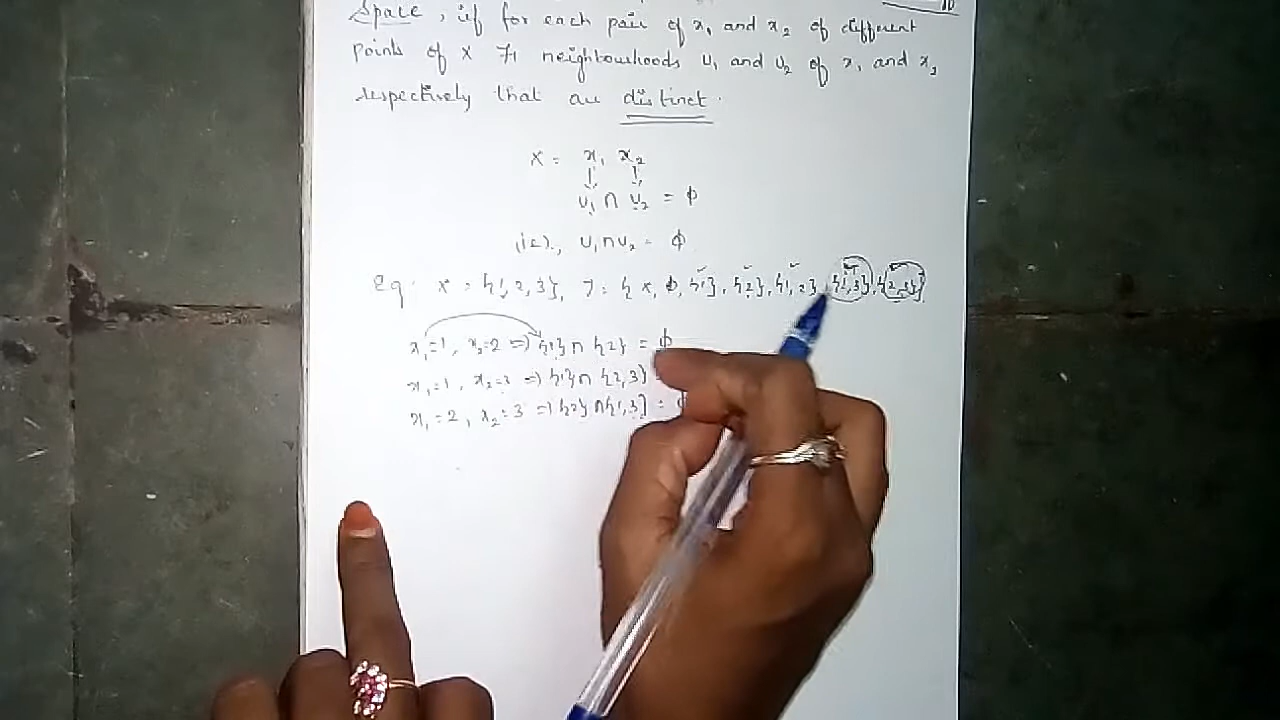 Space, if for each pair of x₁ and x₂ of different
points of X ∃ neighbourhoods U₁ and U₂ of x₁ and x₂
respectively that are distinct.
X = x₁ x₂
↓ ↓
U₁ ∩ U₂ = ϕ
(ie)., U₁∩U₂ = ϕ
Eg: X = {1,2,3}, T = { X, ϕ, {1}, {2}, {1,2}, {1,3}, {2,3}}
x₁=1, x₂=2 => {1} ∩ {2} = ϕ
x₁=1, x₂=3 => {1} ∩ {2,3} =
x₁=2, x₂=3 => {2} ∩ {1,3} = ϕ